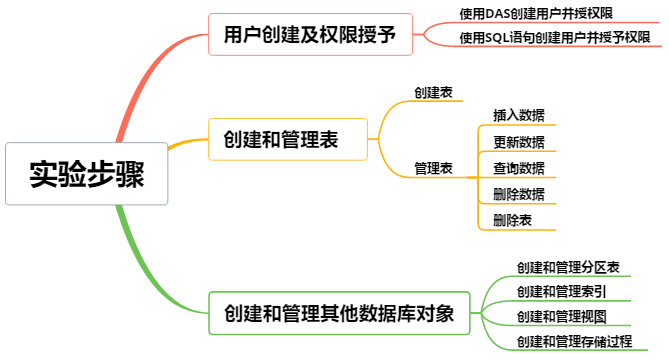 实验步骤
用户创建及权限授予
使用DAS创建用户并授权限
使用SQL语句创建用户并授予权限
创建和管理表
创建表
管理表
插入数据
更新数据
查询数据
删除数据
删除表
创建和管理其他数据库对象
创建和管理分区表
创建和管理索引
创建和管理视图
创建和管理存储过程